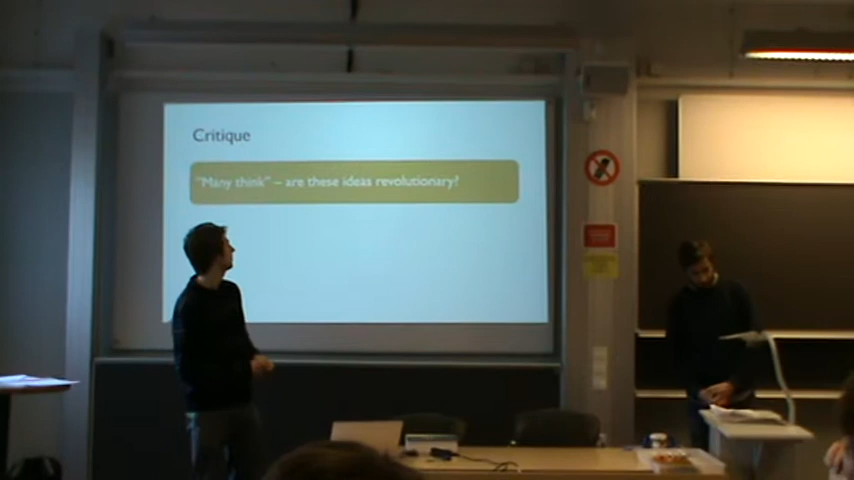 Critique
"Many think" – are these ideas revolutionary?